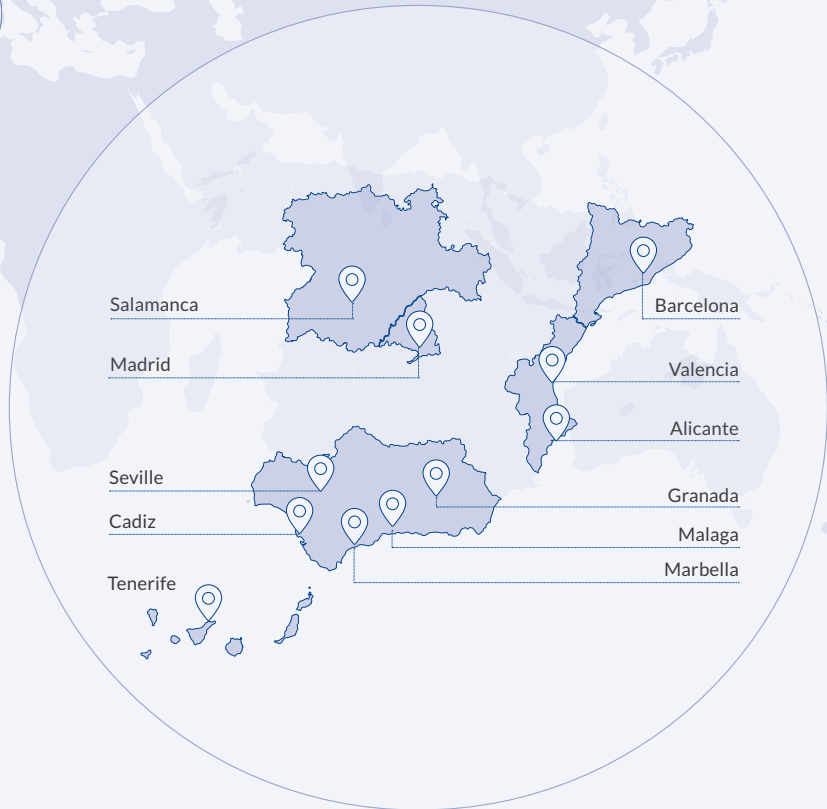 Salamanca
Barcelona
Madrid
Valencia
Alicante
Seville
Granada
Cadiz
Malaga
Marbella
Tenerife